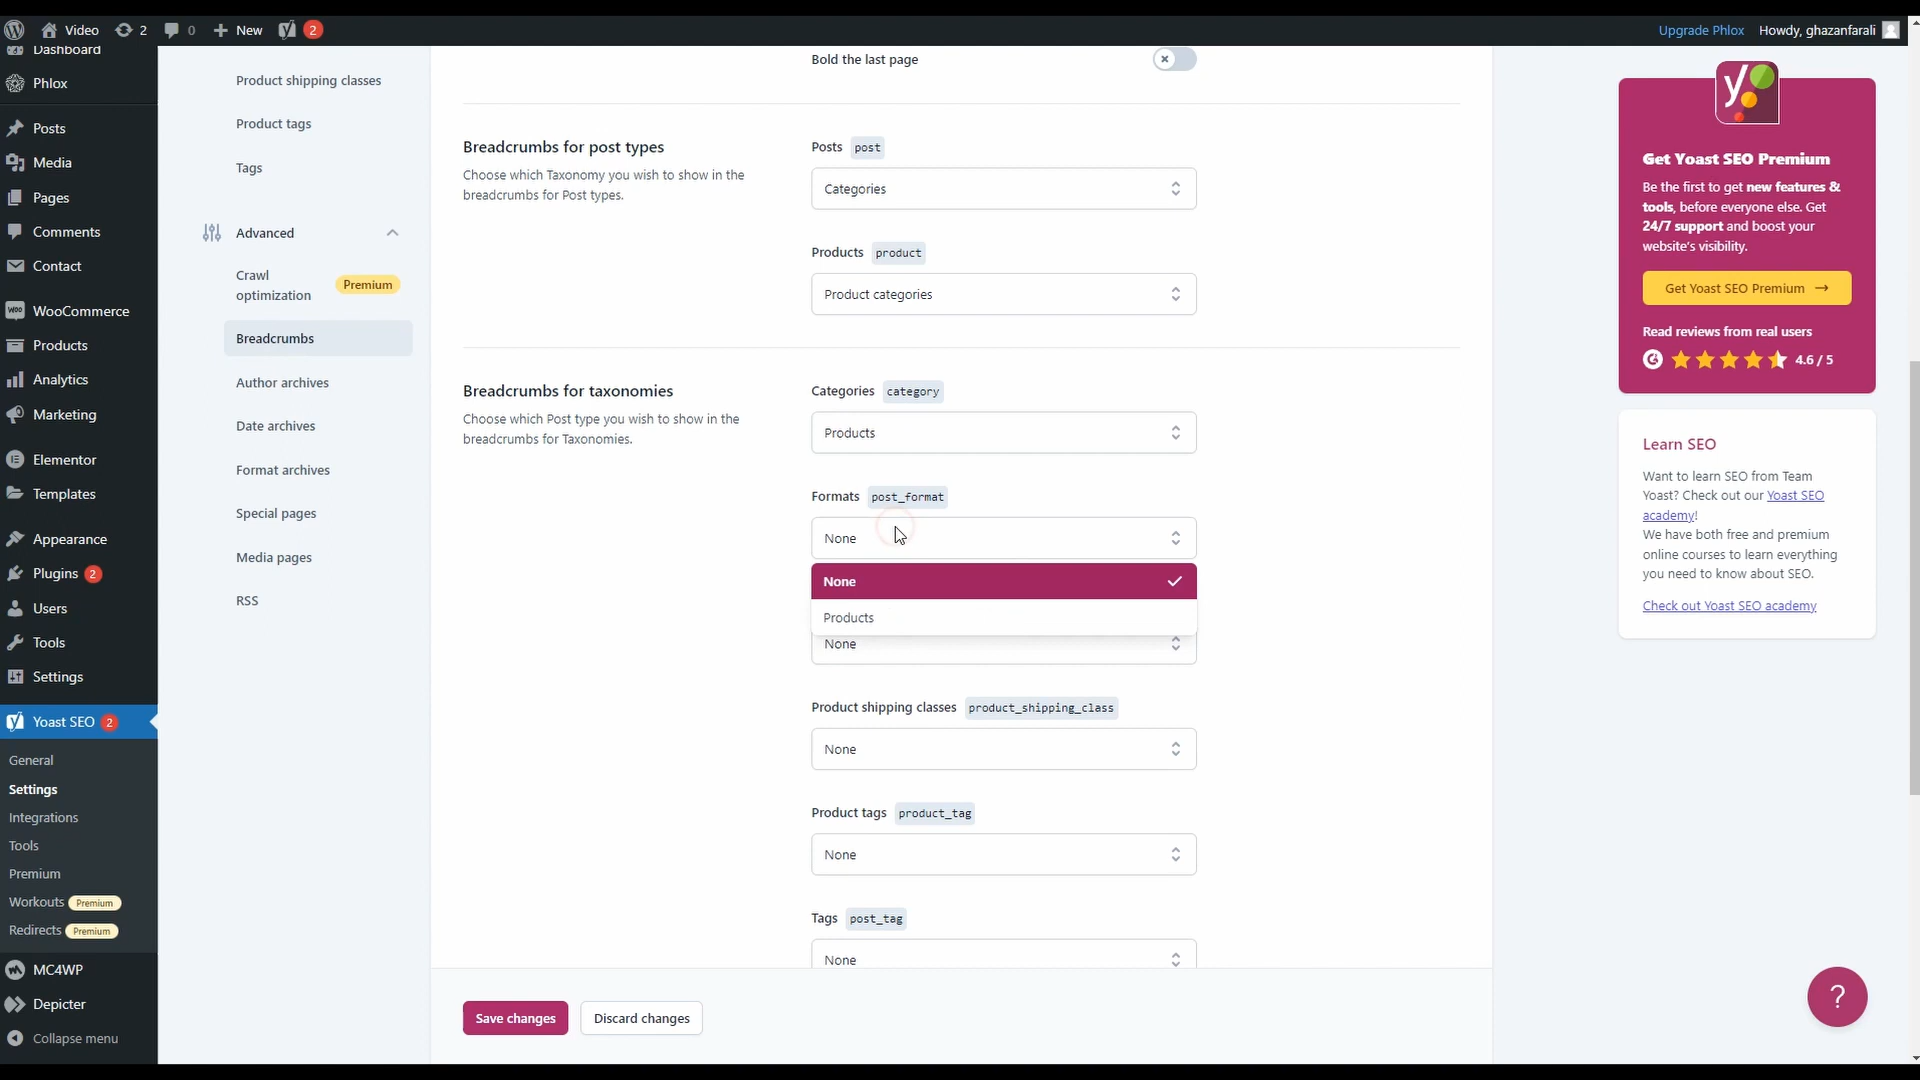 Video
2
0
New
2
Upgrade Phlox
Howdy, ghazanfarali
Dashboard
Phlox
Posts
Media
Pages
Comments
Contact
WooCommerce
Products
Analytics
Marketing
Elementor
Templates
Appearance
Plugins 2
Users
Tools
Settings
Yoast SEO 2
General
Settings
Integrations
Tools
Premium
Workouts Premium
Redirects Premium
MC4WP
Depicter
Collapse menu
Product shipping classes
Product tags
Tags
Advanced
Crawl
optimization
Premium
Breadcrumbs
Author archives
Date archives
Format archives
Special pages
Media pages
RSS
Bold the last page
Breadcrumbs for post types
Choose which Taxonomy you wish to show in the
breadcrumbs for Post types.
Posts post
Categories
Products product
Product categories
Breadcrumbs for taxonomies
Choose which Post type you wish to show in the
breadcrumbs for Taxonomies.
Categories category
Products
Formats post_format
None
None
Products
None
Product shipping classes product_shipping_class
None
Product tags product_tag
None
Tags post_tag
None
Save changes
Discard changes
Get Yoast SEO Premium
Be the first to get new features &
tools, before everyone else. Get
24/7 support and boost your
website's visibility.
Get Yoast SEO Premium →
Read reviews from real users
4.6 / 5
Learn SEO
Want to learn SEO from Team
Yoast? Check out our Yoast SEO
academy!
We have both free and premium
online courses to learn everything
you need to know about SEO.
Check out Yoast SEO academy
?